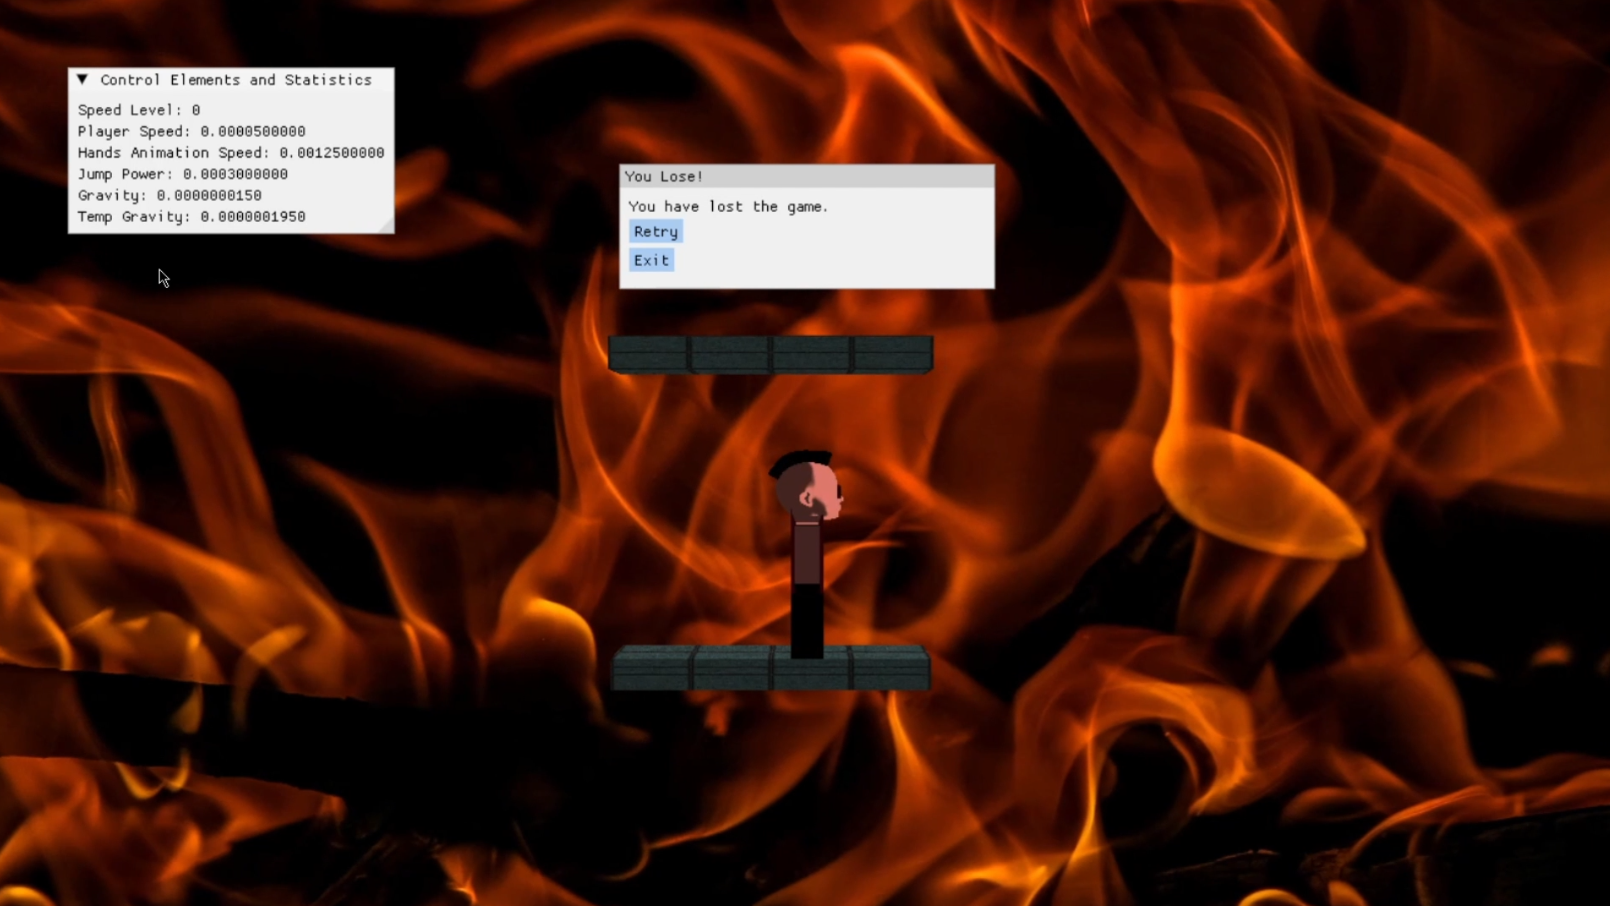 ▼ Control Elements and Statistics
Speed Level: 0
Player Speed: 0.0000500000
Hands Animation Speed: 0.0012500000
Jump Power: 0.0003000000
Gravity: 0.0000000150
Temp Gravity: 0.0000001950
You Lose!
You have lost the game.
Retry
Exit